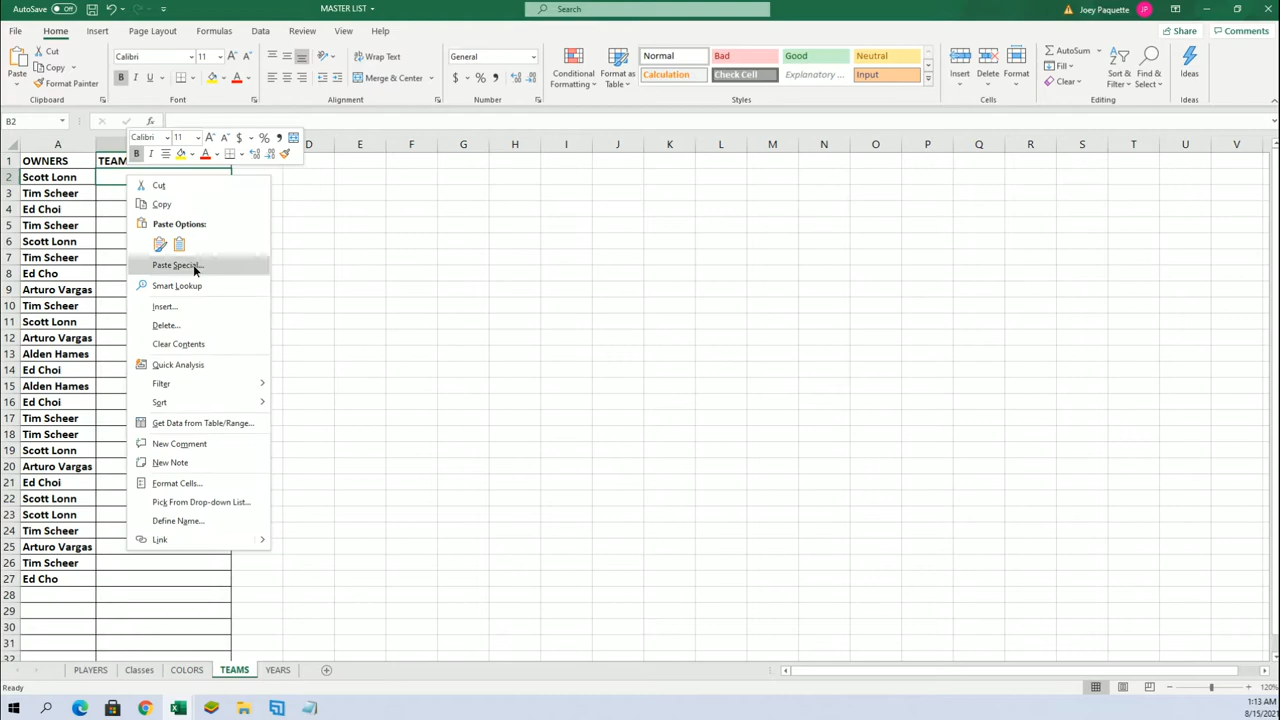 AutoSave Off MASTER LIST Search Joey Paquette JP
File Home Insert Page Layout Formulas Data Review View Help Share Comments
Cut
Copy
Format Painter
Paste
Clipboard
Calibri 11
Font
Wrap Text
Merge & Center
Alignment
General
Number
Conditional Formatting
Format as Table
Normal Bad Good Neutral
Calculation Check Cell Explanatory ... Input
Styles
Insert Delete Format
Cells
AutoSum
Fill
Clear
Sort & Filter
Find & Select
Editing
Ideas
Ideas
B2 fx
Calibri 11
A D E F G H I J K L M N O P Q R S T U V W
1 OWNERS TEAM
2 Scott Lonn
3 Tim Scheer
4 Ed Choi
5 Tim Scheer
6 Scott Lonn
7 Tim Scheer
8 Ed Cho
9 Arturo Vargas
10 Tim Scheer
11 Scott Lonn
12 Arturo Vargas
13 Alden Hames
14 Ed Choi
15 Alden Hames
16 Ed Choi
17 Tim Scheer
18 Tim Scheer
19 Scott Lonn
20 Arturo Vargas
21 Ed Choi
22 Scott Lonn
23 Scott Lonn
24 Tim Scheer
25 Arturo Vargas
26 Tim Scheer
27 Ed Cho
28
29
30
31
32
Cut
Copy
Paste Options:
Paste Special...
Smart Lookup
Insert...
Delete...
Clear Contents
Quick Analysis
Filter
Sort
Get Data from Table/Range...
New Comment
New Note
Format Cells...
Pick From Drop-down List...
Define Name...
Link
PLAYERS Classes COLORS TEAMS YEARS
Ready 120%
1:13 AM
8/15/2021